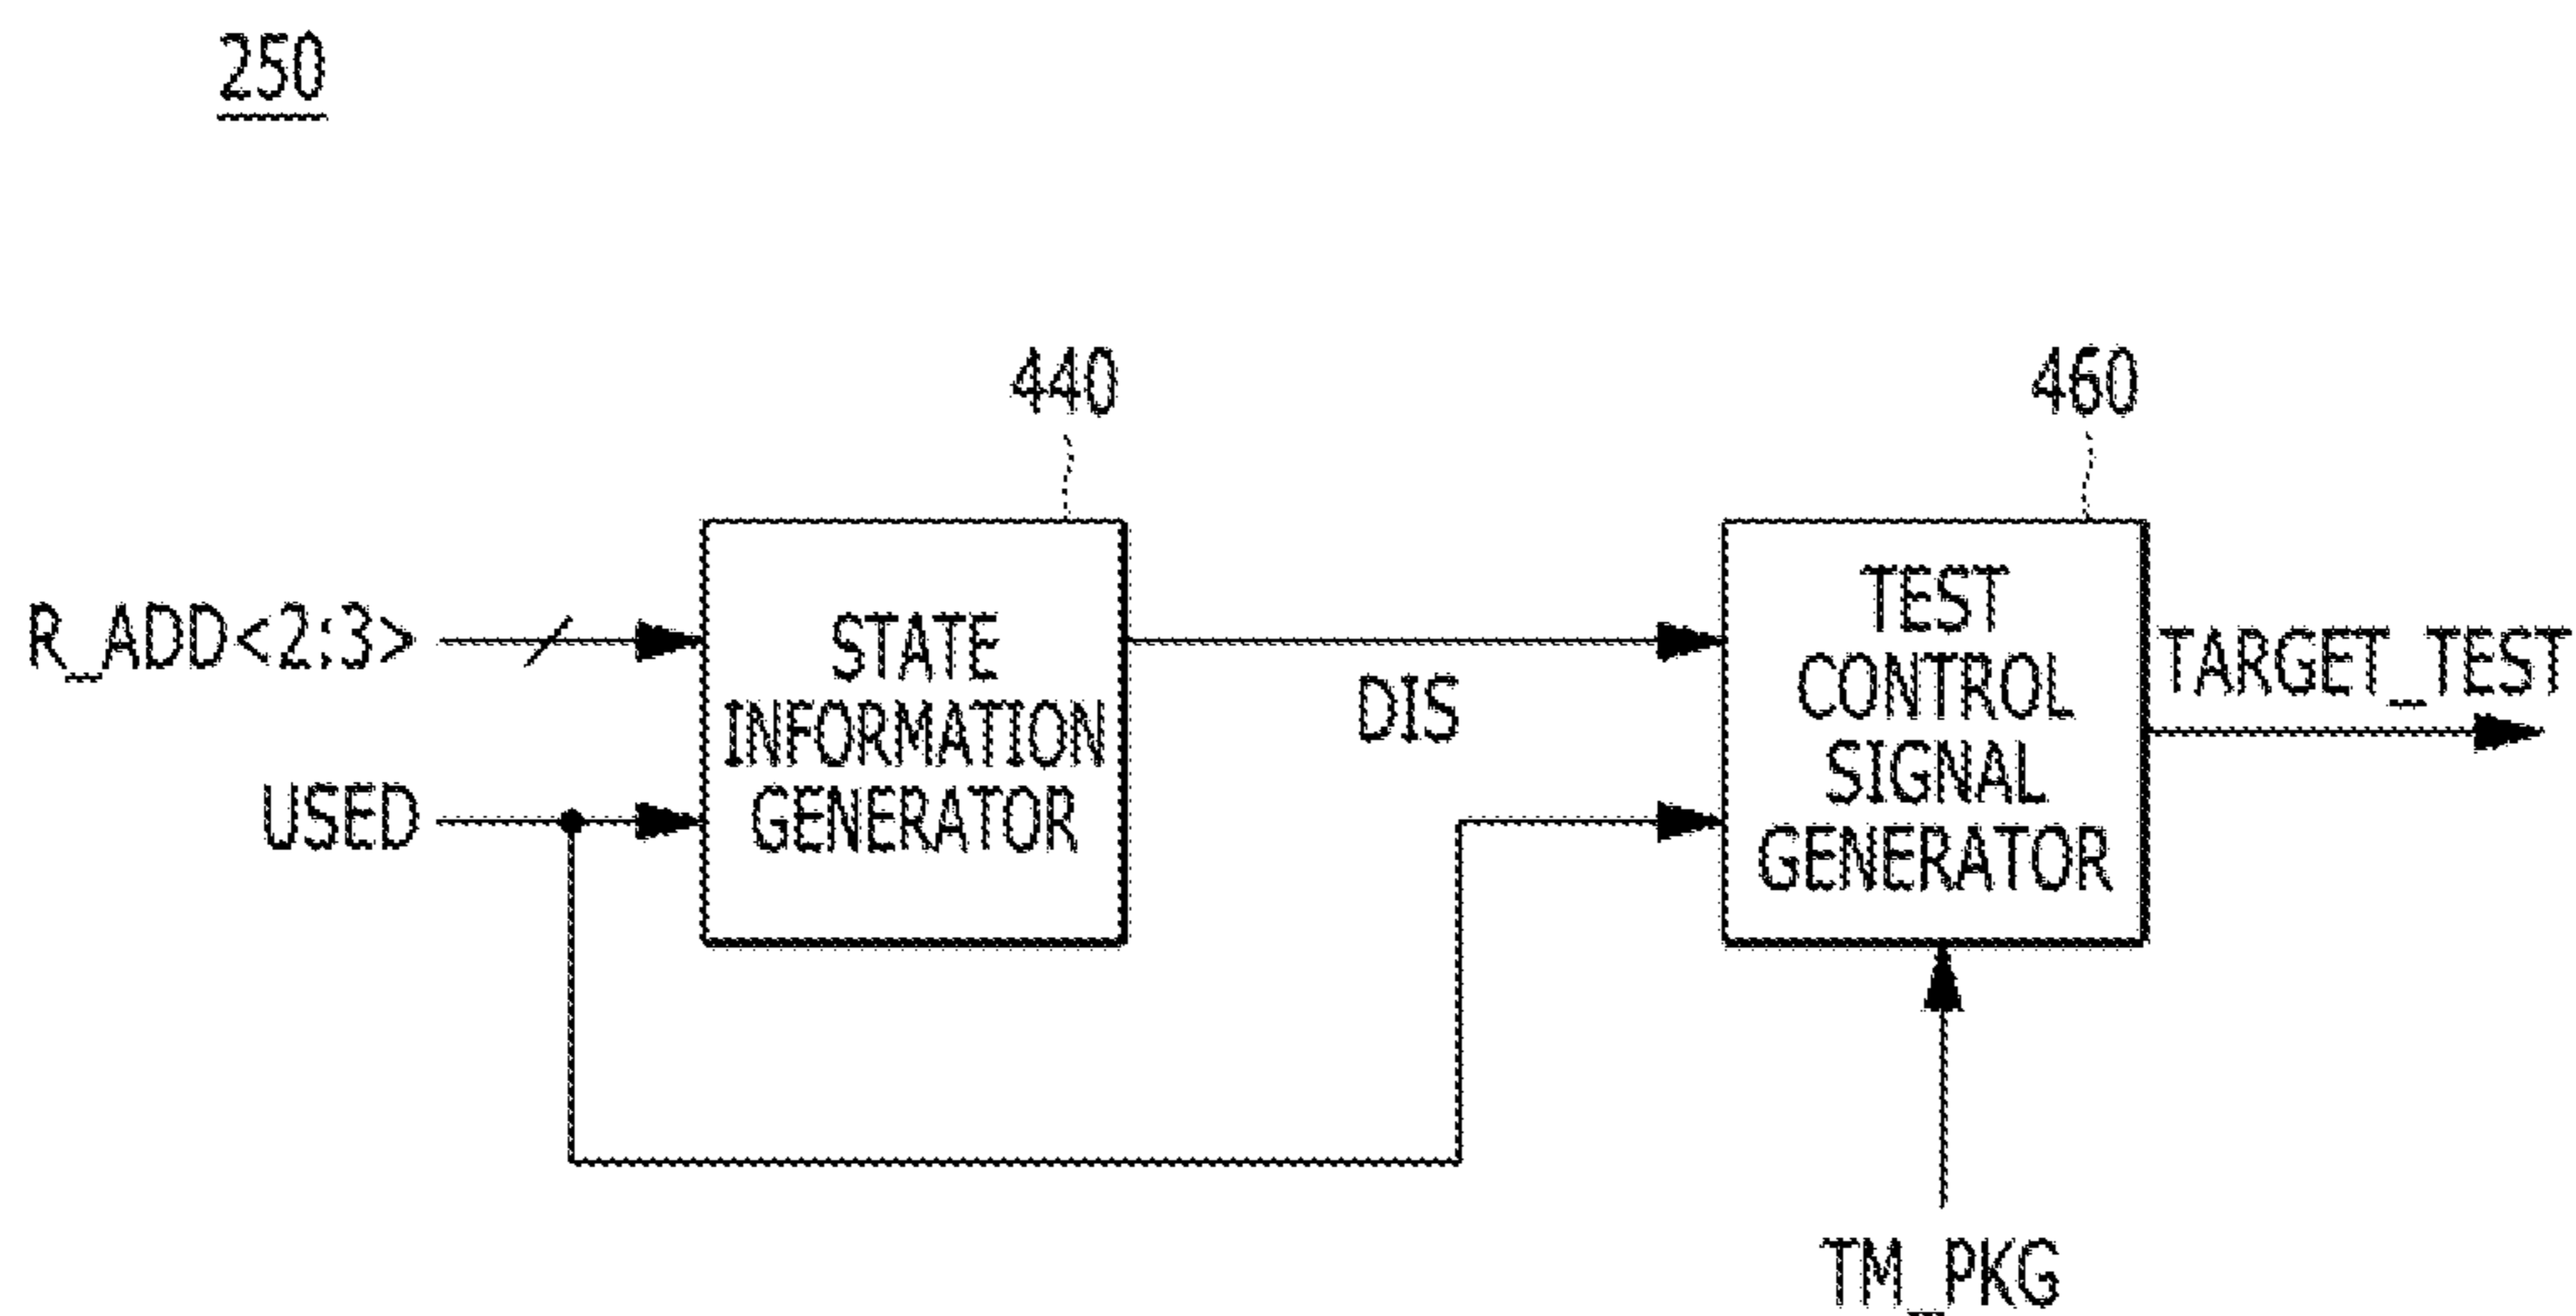 250
440
460
R_ADD<2:3>
USED
STATE
INFORMATION
GENERATOR
DIS
TEST
CONTROL
SIGNAL
GENERATOR
TARGET_TEST
TM_PKG